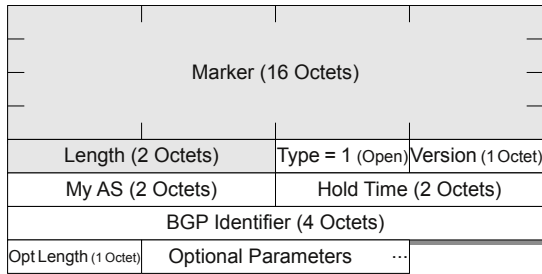 Marker (16 Octets)
Length (2 Octets) Type = 1 (Open) Version (1 Octet)
My AS (2 Octets) Hold Time (2 Octets)
BGP Identifier (4 Octets)
Opt Length (1 Octet) Optional Parameters ...